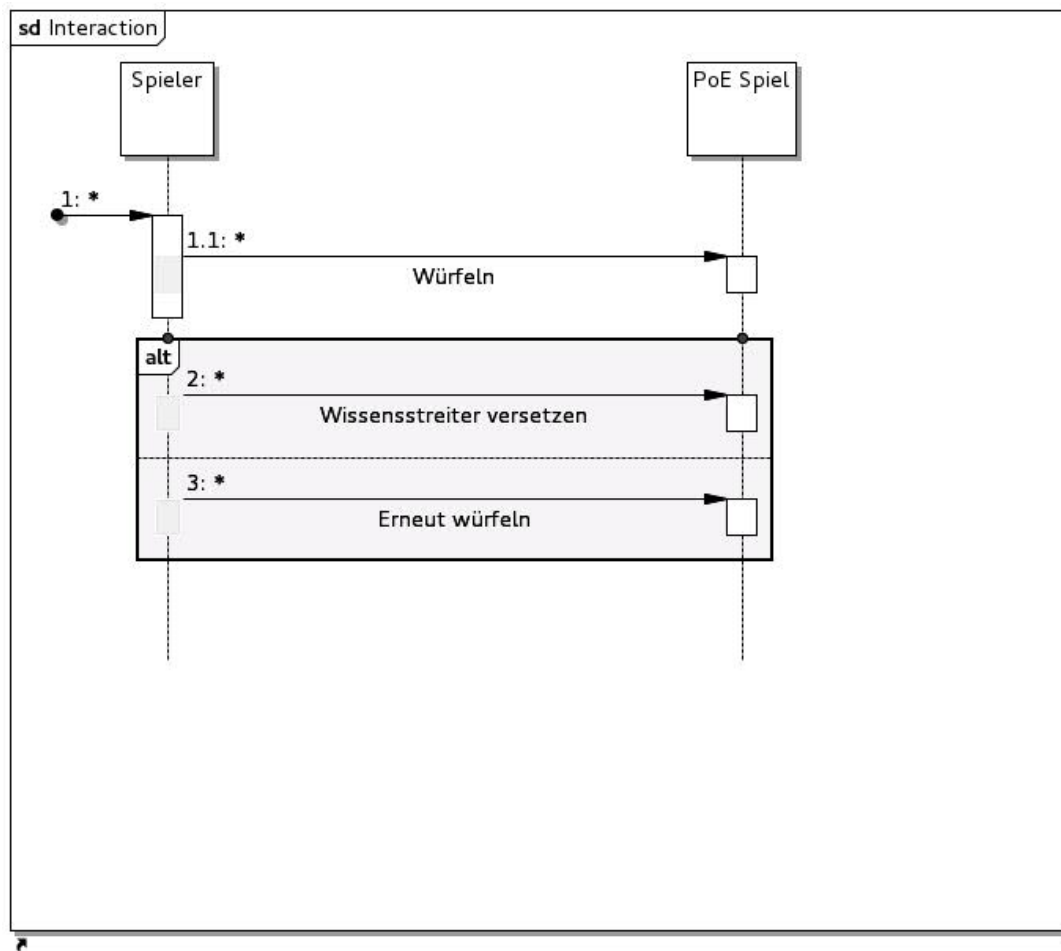 sd Interaction
Spieler
PoE Spiel
1: *
1.1: *
Würfeln
alt
2: *
Wissensstreiter versetzen
3: *
Erneut würfeln